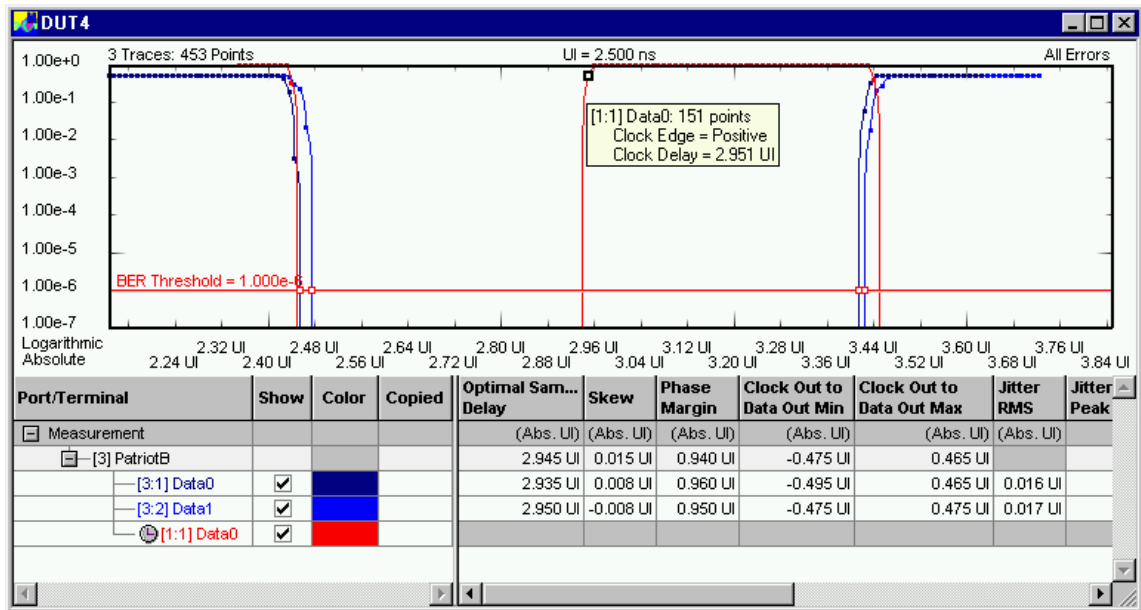 DUT4
3 Traces: 453 Points UI = 2.500 ns All Errors
1.00e+0
1.00e-1
1.00e-2
1.00e-3
1.00e-4
1.00e-5
1.00e-6
1.00e-7
[1:1] Data0: 151 points
Clock Edge = Positive
Clock Delay = 2.951 UI
BER Threshold = 1.000e-6
Logarithmic
Absolute
2.32 UI 2.48 UI 2.64 UI 2.80 UI 2.96 UI 3.12 UI 3.28 UI 3.44 UI 3.60 UI 3.76 UI
2.24 UI 2.40 UI 2.56 UI 2.72 UI 2.88 UI 3.04 UI 3.20 UI 3.36 UI 3.52 UI 3.68 UI 3.84 UI
Port/Terminal Show Color Copied Optimal Sam... Delay Skew Phase Margin Clock Out to Data Out Min Clock Out to Data Out Max Jitter RMS Jitter Peak
Measurement (Abs. UI) (Abs. UI) (Abs. UI) (Abs. UI) (Abs. UI) (Abs. UI)
[3] PatriotB 2.945 UI 0.015 UI 0.940 UI -0.475 UI 0.465 UI
[3:1] Data0 2.935 UI 0.008 UI 0.960 UI -0.495 UI 0.465 UI 0.016 UI
[3:2] Data1 2.950 UI -0.008 UI 0.950 UI -0.475 UI 0.475 UI 0.017 UI
[1:1] Data0